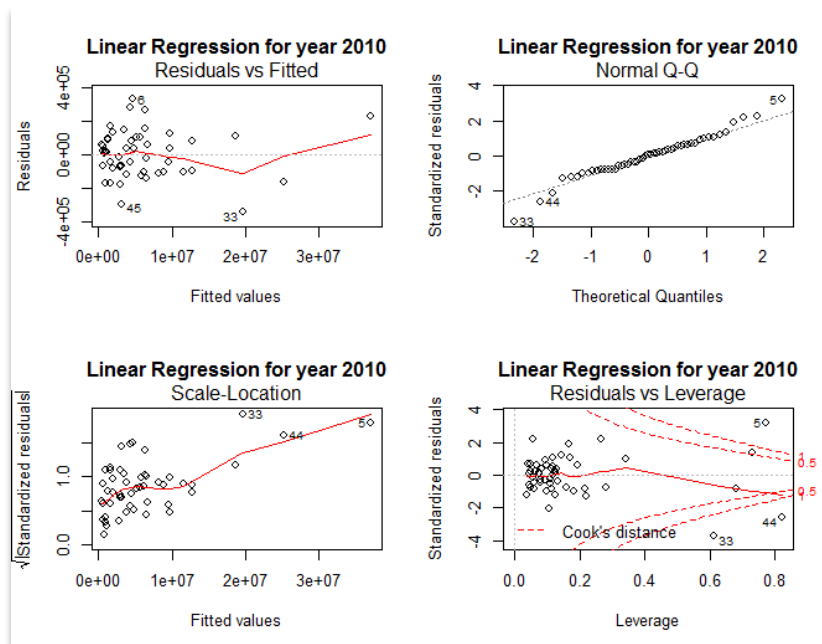 Linear Regression for year 2010
Residuals vs Fitted
Residuals
-4e+05 0e+00 4e+05
6
45
33
0e+00 1e+07 2e+07 3e+07
Fitted values
Linear Regression for year 2010
Normal Q-Q
Standardized residuals
-2 0 2 4
5
44
33
-2 -1 0 1 2
Theoretical Quantiles
Linear Regression for year 2010
Scale-Location
√|Standardized residuals|
0.0 1.0
33
44
5
0e+00 1e+07 2e+07 3e+07
Fitted values
Linear Regression for year 2010
Residuals vs Leverage
Standardized residuals
-4 -2 0 2 4
5
1
0.5
0.5
1
44
33
Cook's distance
0.0 0.2 0.4 0.6 0.8
Leverage